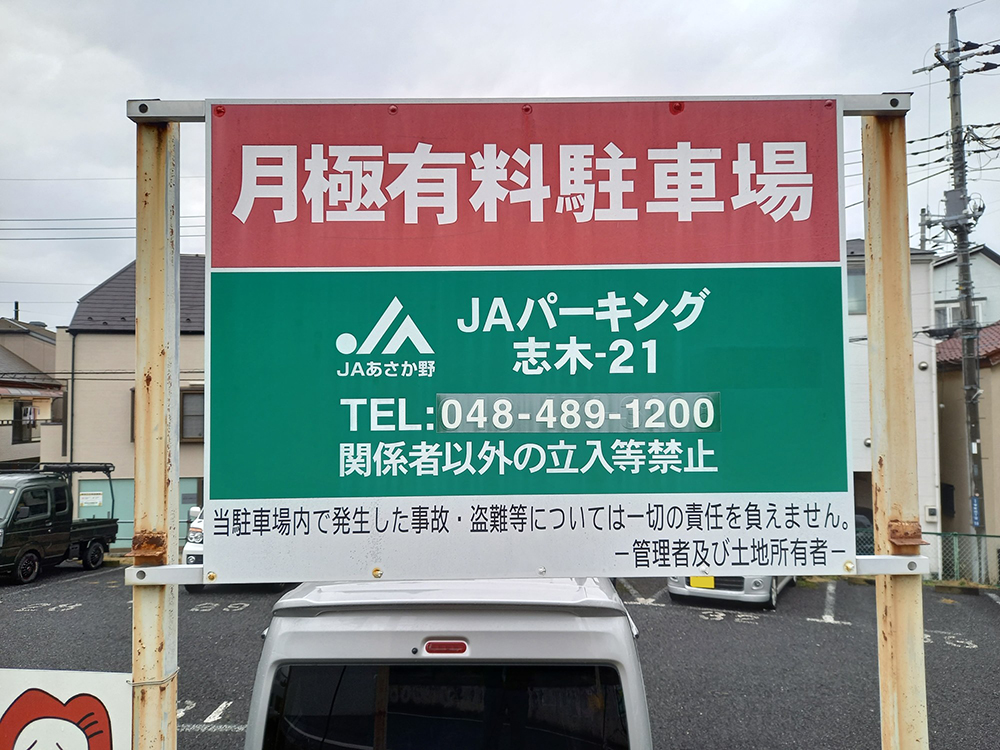 月極有料駐車場
JAパーキング
志木-21
JAあさか野
TEL:048-489-1200
関係者以外の立入等禁止
当駐車場内で発生した事故・盗難等については一切の責任を負えません。
－管理者及び土地所有者－
28
29
32
33